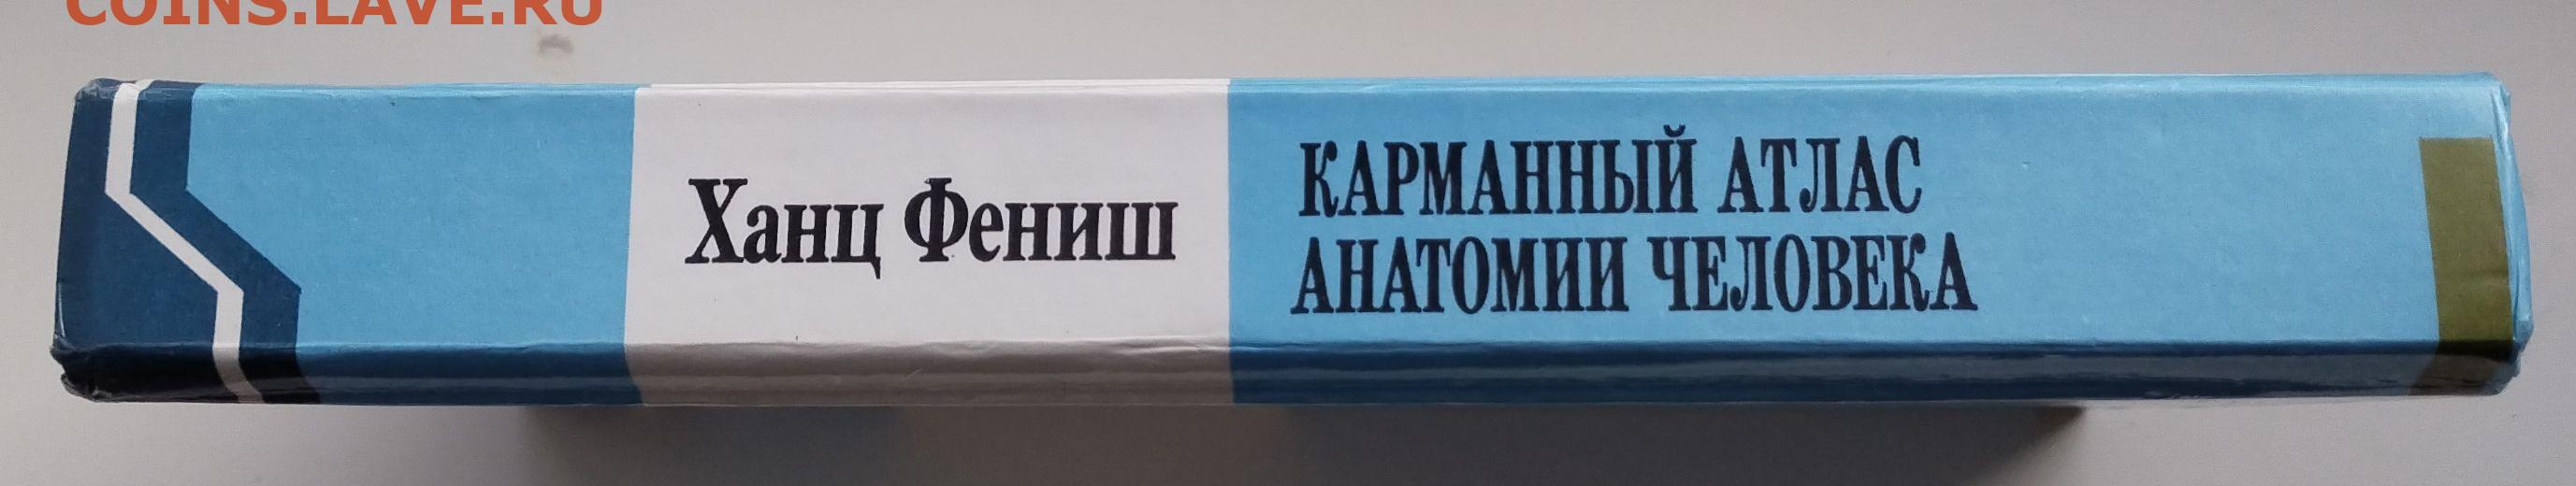 COINS.LAVE.RU
Ханц Фениш
КАРМАННЫЙ АТЛАС
АНАТОМИИ ЧЕЛОВЕКА